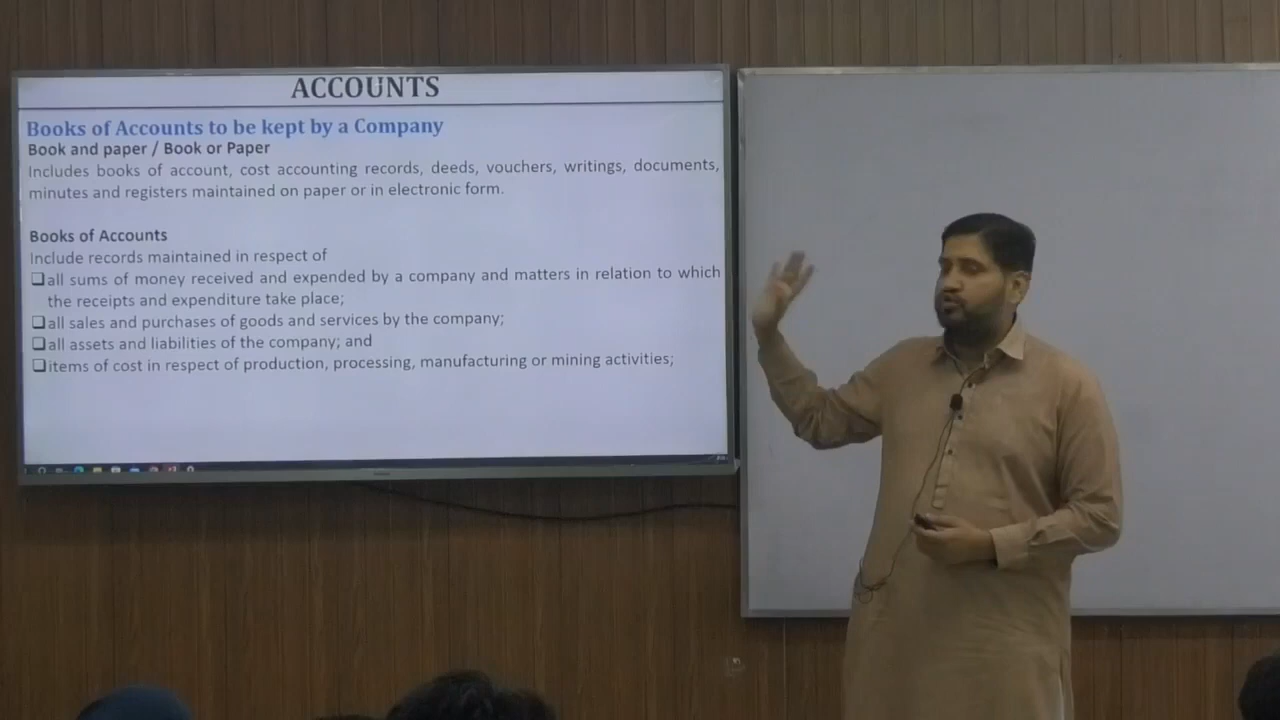 ACCOUNTS
Books of Accounts to be kept by a Company
Book and paper / Book or Paper
Includes books of account, cost accounting records, deeds, vouchers, writings, documents,
minutes and registers maintained on paper or in electronic form.
Books of Accounts
Include records maintained in respect of
❑all sums of money received and expended by a company and matters in relation to which
the receipts and expenditure take place;
❑all sales and purchases of goods and services by the company;
❑all assets and liabilities of the company; and
❑items of cost in respect of production, processing, manufacturing or mining activities;